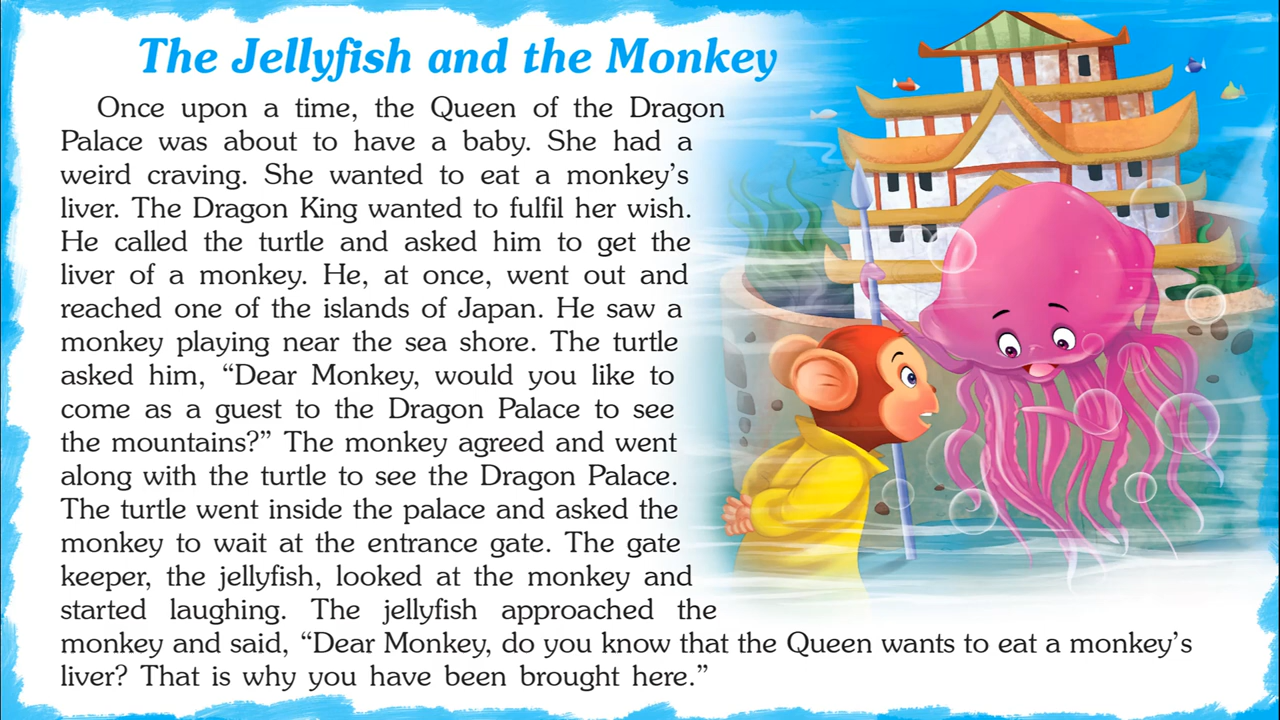 The Jellyfish and the Monkey
Once upon a time, the Queen of the Dragon
Palace was about to have a baby. She had a
weird craving. She wanted to eat a monkey’s
liver. The Dragon King wanted to fulfil her wish.
He called the turtle and asked him to get the
liver of a monkey. He, at once, went out and
reached one of the islands of Japan. He saw a
monkey playing near the sea shore. The turtle
asked him, “Dear Monkey, would you like to
come as a guest to the Dragon Palace to see
the mountains?” The monkey agreed and went
along with the turtle to see the Dragon Palace.
The turtle went inside the palace and asked the
monkey to wait at the entrance gate. The gate
keeper, the jellyfish, looked at the monkey and
started laughing. The jellyfish approached the
monkey and said, “Dear Monkey, do you know that the Queen wants to eat a monkey’s
liver? That is why you have been brought here.”